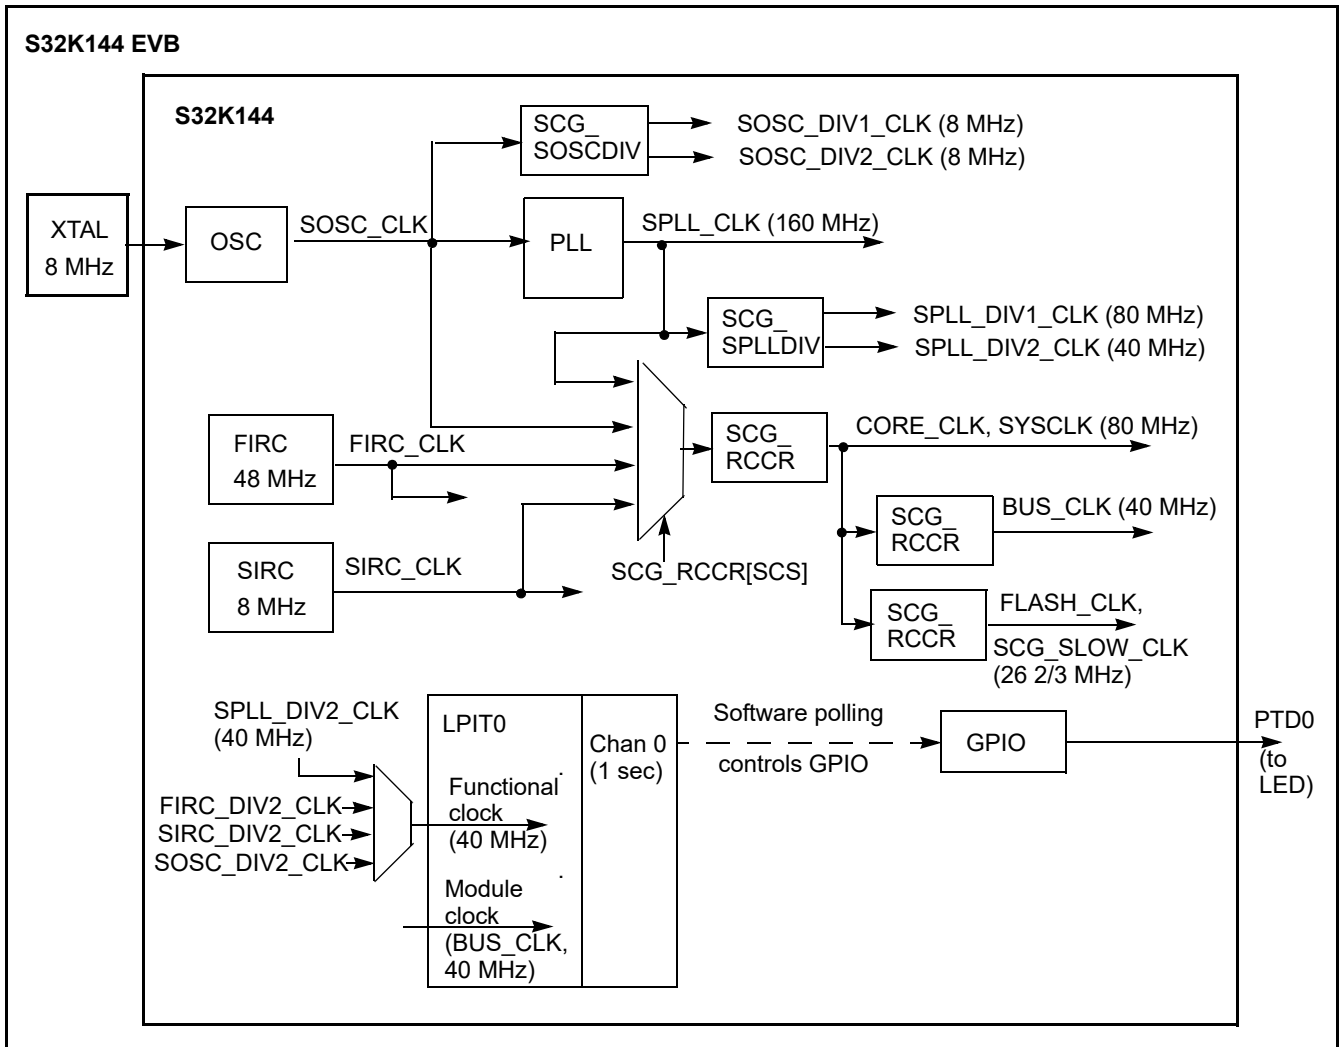 S32K144 EVB
S32K144
SCG_
SOSCDIV
SOSC_DIV1_CLK (8 MHz)
SOSC_DIV2_CLK (8 MHz)
XTAL
8 MHz
OSC
SOSC_CLK
PLL
SPLL_CLK (160 MHz)
SCG_
SPLLDIV
SPLL_DIV1_CLK (80 MHz)
SPLL_DIV2_CLK (40 MHz)
FIRC
48 MHz
FIRC_CLK
SCG_
RCCR
CORE_CLK, SYSCLK (80 MHz)
SCG_
RCCR
BUS_CLK (40 MHz)
SIRC
8 MHz
SIRC_CLK
SCG_RCCR[SCS]
SCG_
RCCR
FLASH_CLK,
SCG_SLOW_CLK
(26 2/3 MHz)
SPLL_DIV2_CLK
(40 MHz)
FIRC_DIV2_CLK
SIRC_DIV2_CLK
SOSC_DIV2_CLK
LPIT0
Functional
clock
(40 MHz)
Module
clock
(BUS_CLK,
40 MHz)
Chan 0
(1 sec)
Software polling
controls GPIO
GPIO
PTD0
(to
LED)